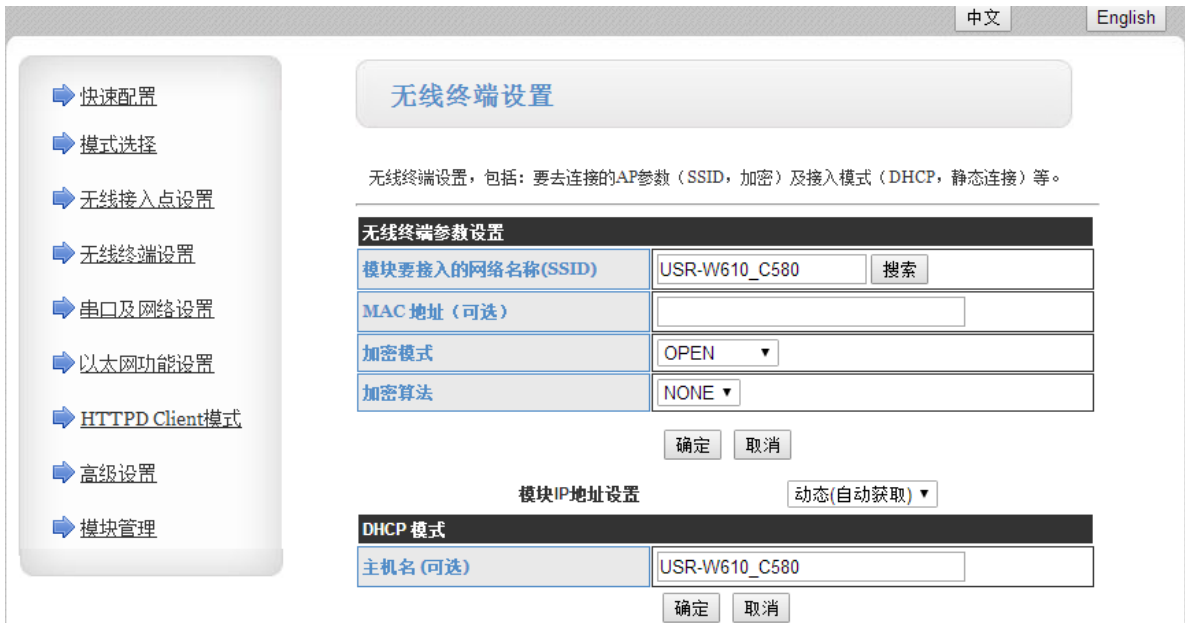 中文 English
快速配置
模式选择
无线接入点设置
无线终端设置
串口及网络设置
以太网功能设置
HTTPD Client模式
高级设置
模块管理
无线终端设置
无线终端设置，包括：要去连接的AP参数（SSID，加密）及接入模式（DHCP，静态连接）等。
无线终端参数设置
模块要接入的网络名称(SSID) USR-W610_C580 搜索
MAC 地址（可选）
加密模式 OPEN
加密算法 NONE
确定 取消
模块IP地址设置 动态(自动获取)
DHCP 模式
主机名 (可选) USR-W610_C580
确定 取消